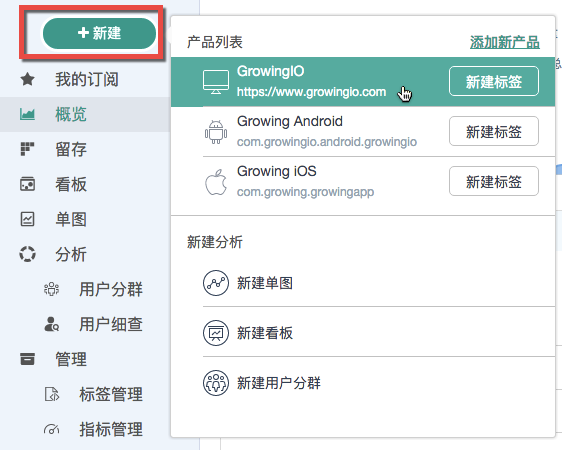 新建
我的订阅
概览
留存
看板
单图
分析
用户分群
用户细查
管理
标签管理
指标管理
产品列表
添加新产品
GrowingIO
https://www.growingio.com
新建标签
Growing Android
com.growingio.android.growingio
新建标签
Growing iOS
com.growing.growingapp
新建标签
新建分析
新建单图
新建看板
新建用户分群